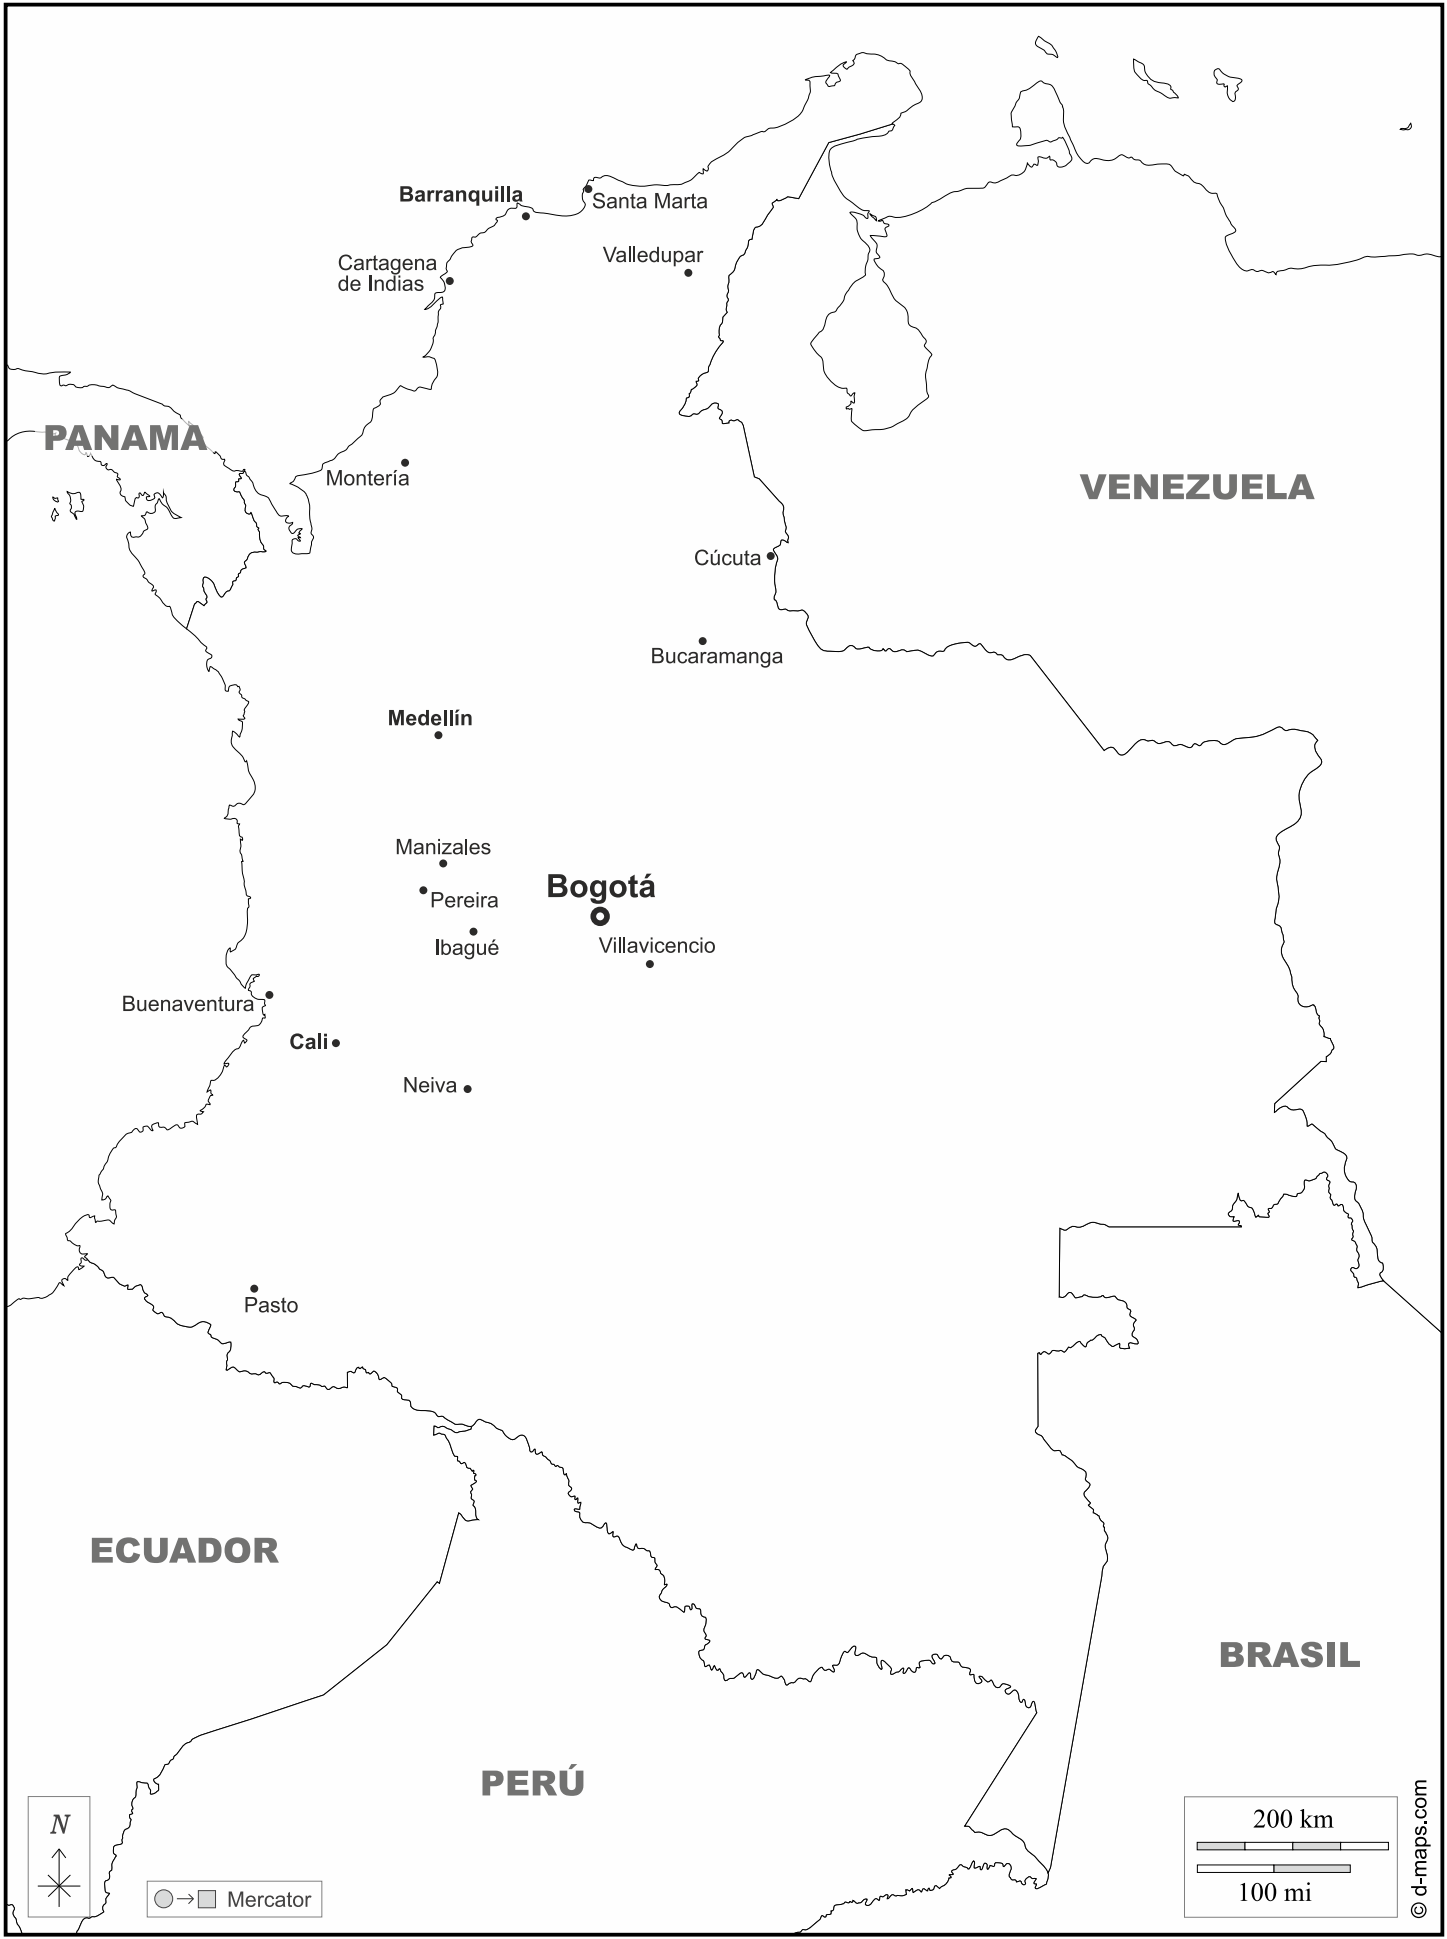 Barranquilla
Santa Marta
Valledupar
Cartagena
de Indias
PANAMA
Montería
VENEZUELA
Cúcuta
Bucaramanga
Medellín
Manizales
Pereira
Bogotá
Ibagué
Villavicencio
Buenaventura
Cali
Neiva
Pasto
ECUADOR
BRASIL
PERÚ
N
Mercator
200 km
100 mi
© d-maps.com